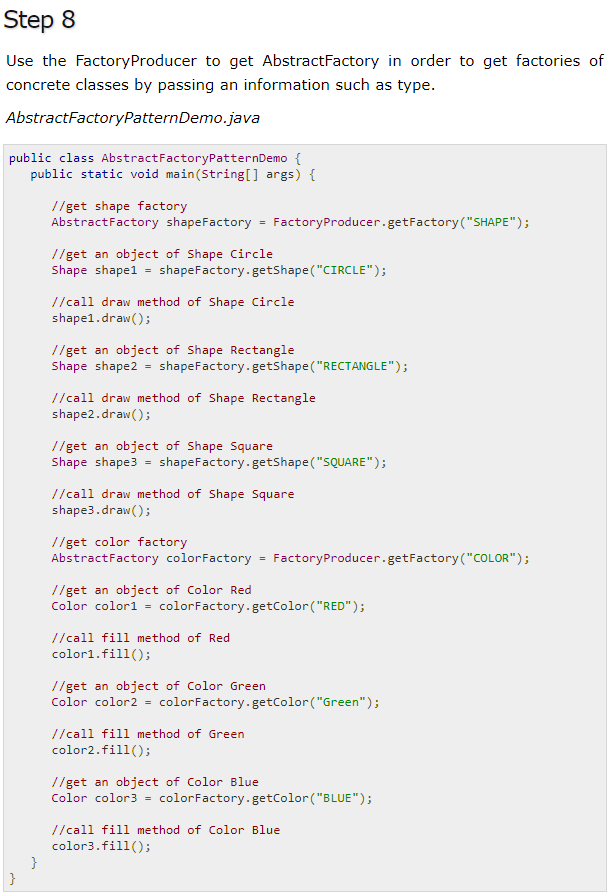 Step 8
Use the FactoryProducer to get AbstractFactory in order to get factories of
concrete classes by passing an information such as type.
AbstractFactoryPatternDemo.java
public class AbstractFactoryPatternDemo {
   public static void main(String[] args) {

      //get shape factory
      AbstractFactory shapeFactory = FactoryProducer.getFactory("SHAPE");

      //get an object of Shape Circle
      Shape shape1 = shapeFactory.getShape("CIRCLE");

      //call draw method of Shape Circle
      shape1.draw();

      //get an object of Shape Rectangle
      Shape shape2 = shapeFactory.getShape("RECTANGLE");

      //call draw method of Shape Rectangle
      shape2.draw();

      //get an object of Shape Square
      Shape shape3 = shapeFactory.getShape("SQUARE");

      //call draw method of Shape Square
      shape3.draw();

      //get color factory
      AbstractFactory colorFactory = FactoryProducer.getFactory("COLOR");

      //get an object of Color Red
      Color color1 = colorFactory.getColor("RED");

      //call fill method of Red
      color1.fill();

      //get an object of Color Green
      Color color2 = colorFactory.getColor("Green");

      //call fill method of Green
      color2.fill();

      //get an object of Color Blue
      Color color3 = colorFactory.getColor("BLUE");

      //call fill method of Color Blue
      color3.fill();
   }
}